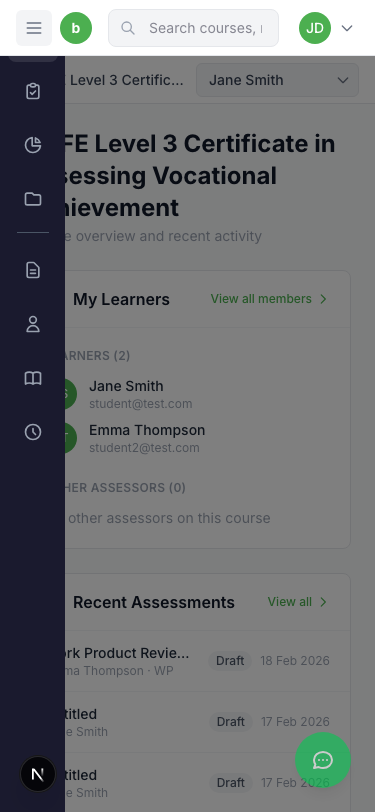 b
Search courses,
JD
Level 3 Certific...
Jane Smith
FE Level 3 Certificate in
sessing Vocational
hievement
e overview and recent activity
My Learners
View all members
ARNERS (2)
Jane Smith
student@test.com
Emma Thompson
student2@test.com
HER ASSESSORS (0)
other assessors on this course
Recent Assessments
View all
ork Product Revie...
Draft
18 Feb 2026
ma Thompson · WP
titled
Draft
17 Feb 2026
e Smith
titled
Draft
17 Feb 2026
e Smith
N